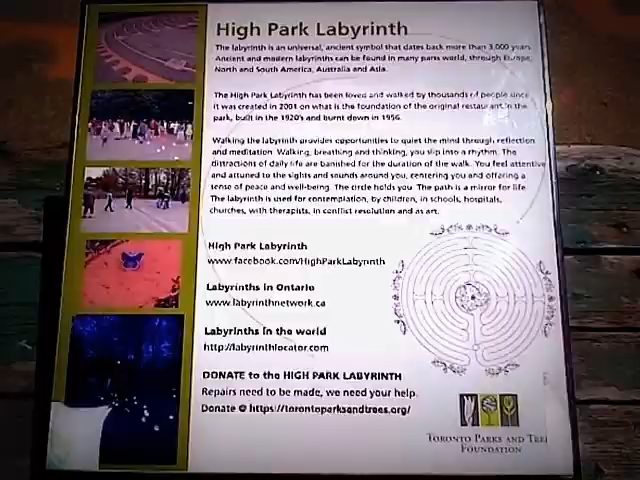 High Park Labyrinth
The labyrinth is an universal, ancient symbol that dates back more than 3,000 years.
Ancient and modern labyrinths can be found in many parts world, through Europe,
North and South America, Australia and Asia.
The High Park Labyrinth has been loved and walked by thousands of people since
it was created in 2001 on what is the foundation of the original restaurant in the
park, built in the 1920's and burnt down in 1956.
Walking the labyrinth provides opportunities to quiet the mind through reflection
and meditation. Walking, breathing and thinking, you slip into a rhythm. The
distractions of daily life are banished for the duration of the walk. You feel attentive
and attuned to the sights and sounds around you, centering you and offering a
sense of peace and well-being. The circle holds you. The path is a mirror for life.
The labyrinth is used for contemplation, by children, in schools, hospitals,
churches, with therapists, in conflict resolution and as art.
High Park Labyrinth
www.facebook.com/HighParkLabyrinth
Labyrinths in Ontario
www.labyrinthnetwork.ca
Labyrinths in the world
http://labyrinthlocator.com
DONATE to the HIGH PARK LABYRINTH
Repairs need to be made, we need your help.
Donate @ https://torontoparksandtrees.org/
TORONTO PARKS AND TREE
FOUNDATION